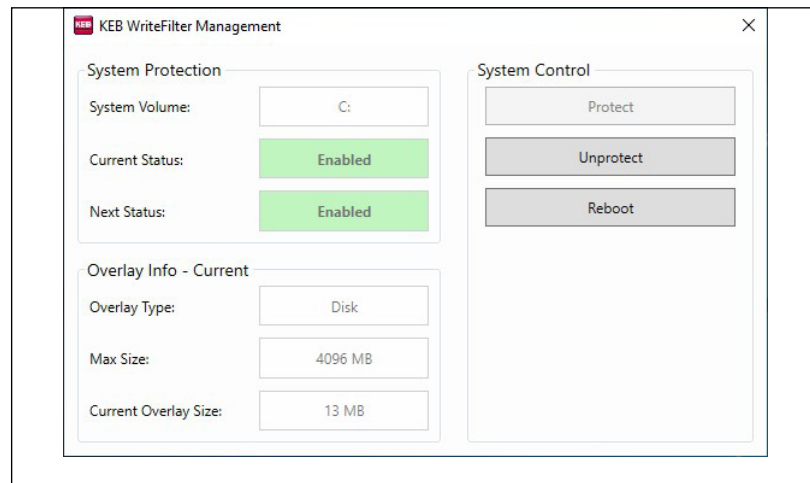 KEB KEB WriteFilter Management
System Protection
System Volume: C:
Current Status: Enabled
Next Status: Enabled
Overlay Info - Current
Overlay Type: Disk
Max Size: 4096 MB
Current Overlay Size: 13 MB
System Control
Protect
Unprotect
Reboot